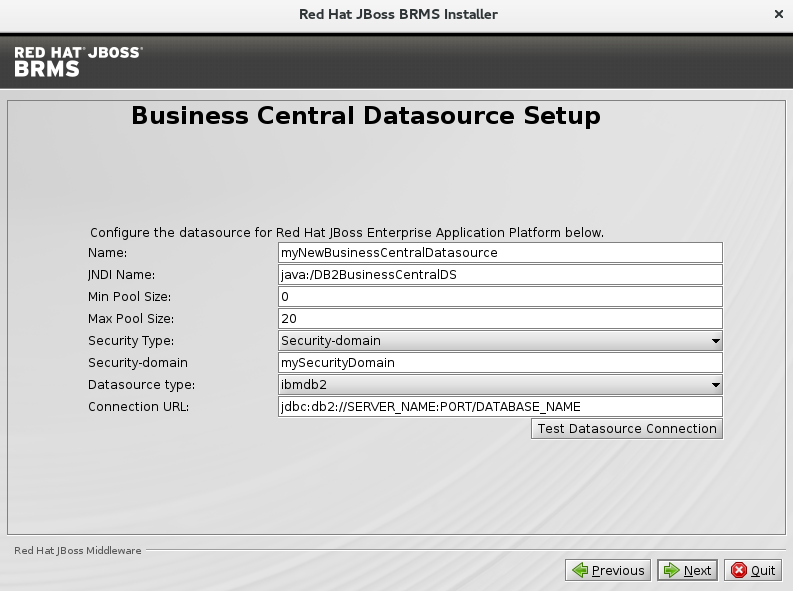 Red Hat JBoss BRMS Installer
RED HAT® JBOSS®
BRMS
Business Central Datasource Setup
Configure the datasource for Red Hat JBoss Enterprise Application Platform below.
Name: myNewBusinessCentralDatasource
JNDI Name: java:/DB2BusinessCentralDS
Min Pool Size: 0
Max Pool Size: 20
Security Type: Security-domain
Security-domain mySecurityDomain
Datasource type: ibmdb2
Connection URL: jdbc:db2://SERVER_NAME:PORT/DATABASE_NAME
Test Datasource Connection
Red Hat JBoss Middleware
Previous Next Quit